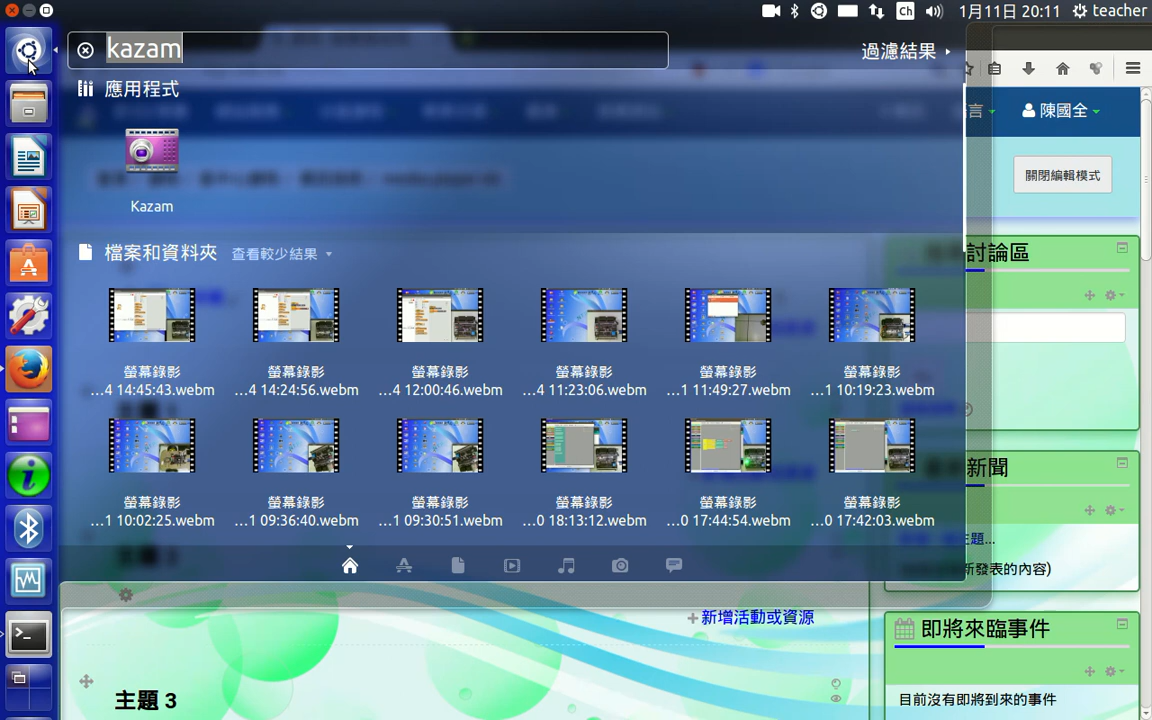 Ch
1月11日 20:11
teacher
kazam
過濾結果
應用程式
Kazam
言
陳國全
關閉編輯模式
檔案和資料夾
查看較少結果
討論區
螢幕錄影
...4 14:45:43.webm
螢幕錄影
...4 14:24:56.webm
螢幕錄影
...4 12:00:46.webm
螢幕錄影
...4 11:23:06.webm
螢幕錄影
...1 11:49:27.webm
螢幕錄影
...1 10:19:23.webm
螢幕錄影
...1 10:02:25.webm
螢幕錄影
...1 09:36:40.webm
螢幕錄影
...1 09:30:51.webm
螢幕錄影
...0 18:13:12.webm
螢幕錄影
...0 17:44:54.webm
螢幕錄影
...0 17:42:03.webm
新聞
主題...
新發表的內容)
新增活動或資源
即將來臨事件
主題 3
目前沒有即將到來的事件